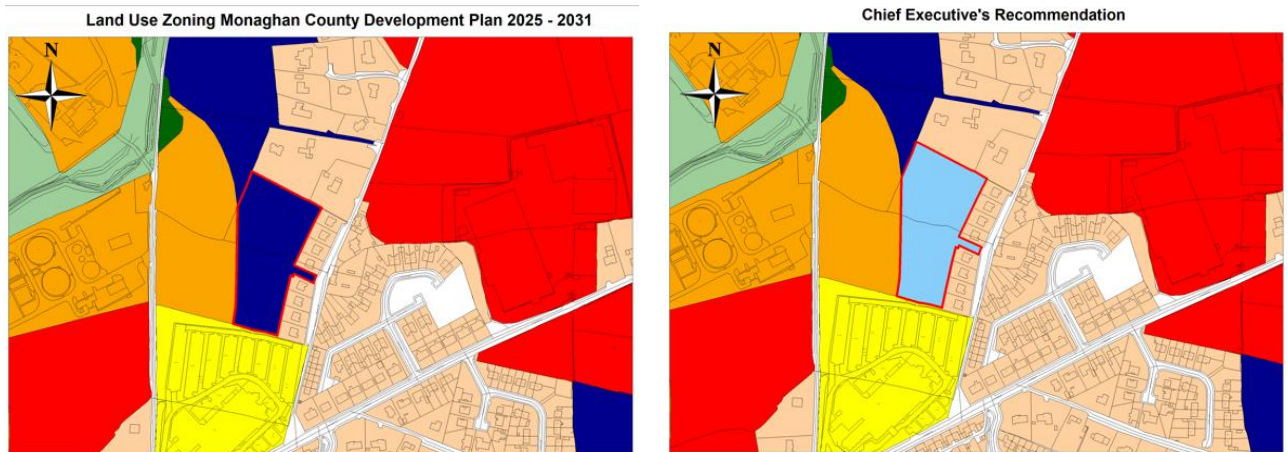 Land Use Zoning Monaghan County Development Plan 2025 - 2031
N
Chief Executive's Recommendation
N